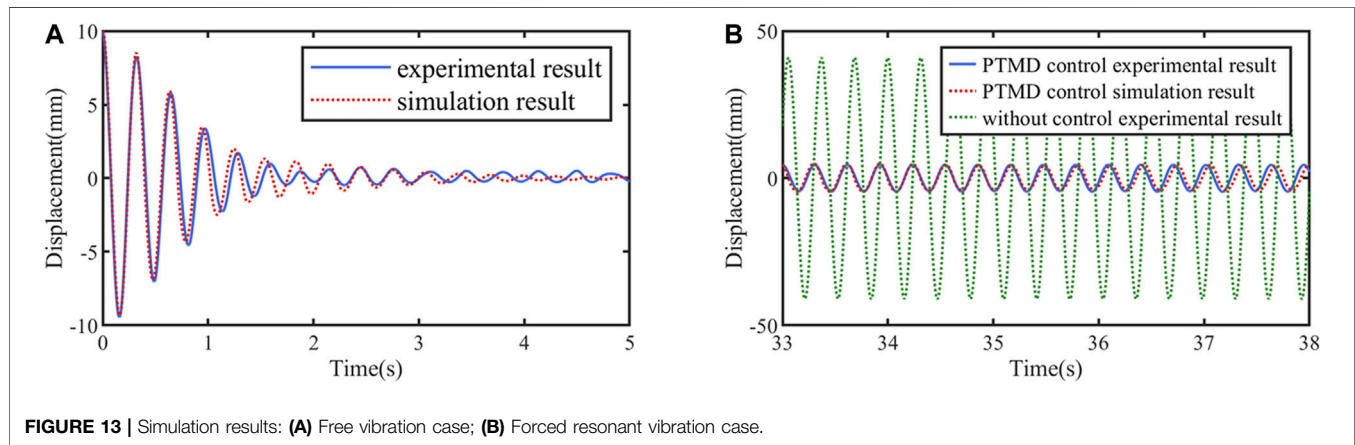 A
10
5
0
-5
-10
Displacement(mm)
experimental result
simulation result
0 1 2 3 4 5
Time(s)
B
50
0
-50
Displacement(mm)
PTMD control experimental result
PTMD control simulation result
without control experimental result
33 34 35 36 37 38
Time(s)
FIGURE 13 | Simulation results: (A) Free vibration case; (B) Forced resonant vibration case.